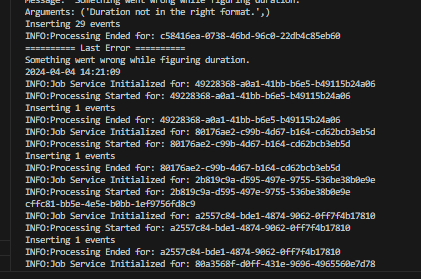 Message: 'Something went wrong while figuring duration.'
Arguments: ('Duration not in the right format.',)
Inserting 29 events
INFO:Processing Ended for: c58416ea-0738-46bd-96c0-22db4c85eb60
========== Last Error ==========
Something went wrong while figuring duration.
2024-04-04 14:21:09
INFO:Job Service Initialized for: 49228368-a0a1-41bb-b6e5-b49115b24a06
INFO:Processing Started for: 49228368-a0a1-41bb-b6e5-b49115b24a06
Inserting 1 events
INFO:Processing Ended for: 49228368-a0a1-41bb-b6e5-b49115b24a06
INFO:Job Service Initialized for: 80176ae2-c99b-4d67-b164-cd62bcb3eb5d
INFO:Processing Started for: 80176ae2-c99b-4d67-b164-cd62bcb3eb5d
Inserting 1 events
INFO:Processing Ended for: 80176ae2-c99b-4d67-b164-cd62bcb3eb5d
INFO:Job Service Initialized for: 2b819c9a-d595-497e-9755-536be38b0e9e
INFO:Processing Started for: 2b819c9a-d595-497e-9755-536be38b0e9e
cffc81-bb5e-4e5e-b0bb-1ef9756fd8c9
INFO:Job Service Initialized for: a2557c84-bde1-4874-9062-0ff7f4b17810
INFO:Processing Started for: a2557c84-bde1-4874-9062-0ff7f4b17810
Inserting 1 events
INFO:Processing Ended for: a2557c84-bde1-4874-9062-0ff7f4b17810
INFO:Job Service Initialized for: 80a3568f-d0ff-431e-9696-4965560e7d78